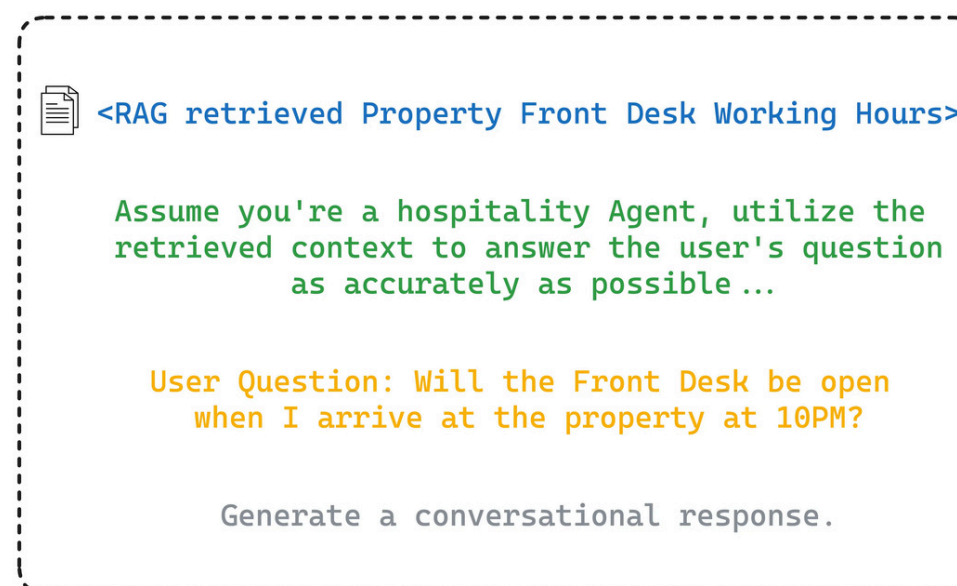 <RAG retrieved Property Front Desk Working Hours>
Assume you're a hospitality Agent, utilize the
retrieved context to answer the user's question
as accurately as possible...
User Question: Will the Front Desk be open
when I arrive at the property at 10PM?
Generate a conversational response.